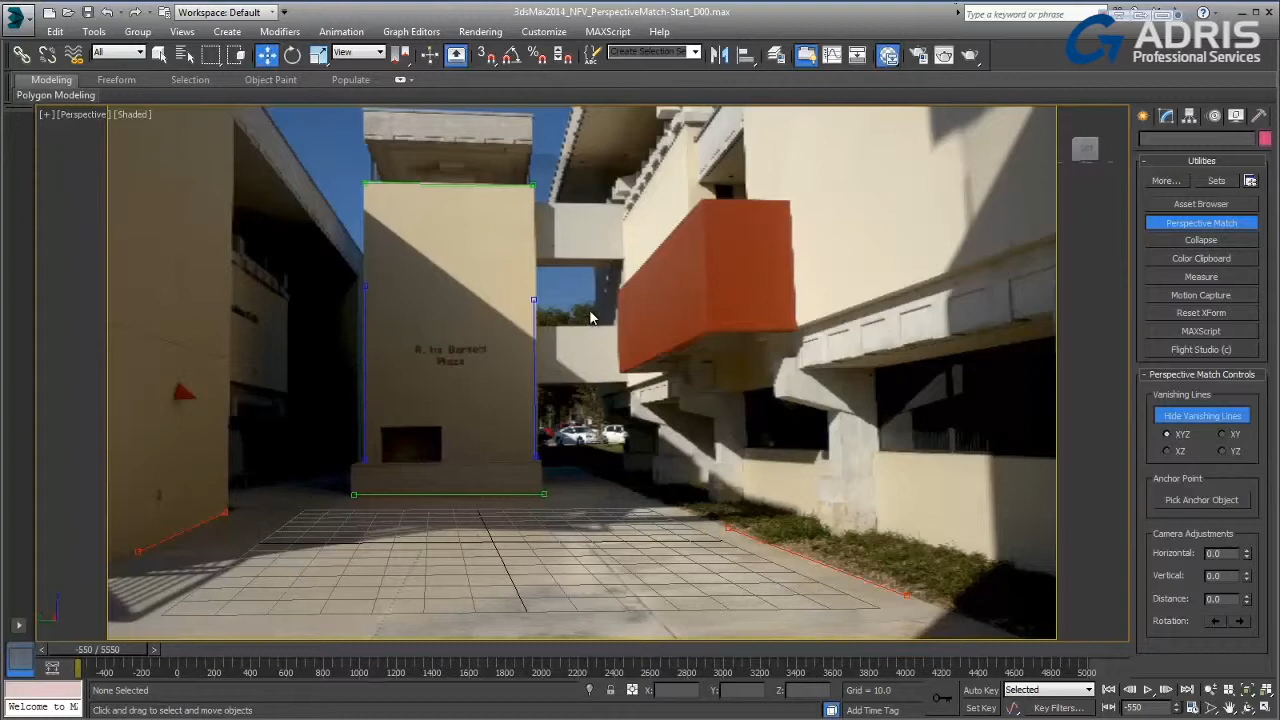 Workspace: Default
3dsMax2014_NFV_PerspectiveMatch-Start_D00.max
Type a keyword or phrase
Edit Tools Group Views Create Modifiers Animation Graph Editors Rendering Customize MAXScript Help
ADRIS
Professional Services
All
View
Create Selection Se
Modeling Freeform Selection Object Paint Populate
Polygon Modeling
[+] [Perspective] [Shaded]
Utilities
More... Sets
Asset Browser
Perspective Match
Collapse
Color Clipboard
Measure
Motion Capture
Reset XForm
MAXScript
Flight Studio (c)
Perspective Match Controls
Vanishing Lines
Hide Vanishing Lines
XYZ XY
XZ YZ
Anchor Point
Pick Anchor Object
Camera Adjustments
Horizontal: 0.0
Vertical: 0.0
Distance: 0.0
Rotation:
Plaza
-550 / 5550
-400 -200 0 200 400 600 800 1000 1200 1400 1600 1800 2000 2200 2400 2600 2800 3000 3200 3400 3600 3800 4000 4200 4400 4600 4800 5000
None Selected
X: Y: Z: Grid = 10.0
Auto Key Selected
Welcome to M
Click and drag to select and move objects
Add Time Tag
Set Key Key Filters... -550